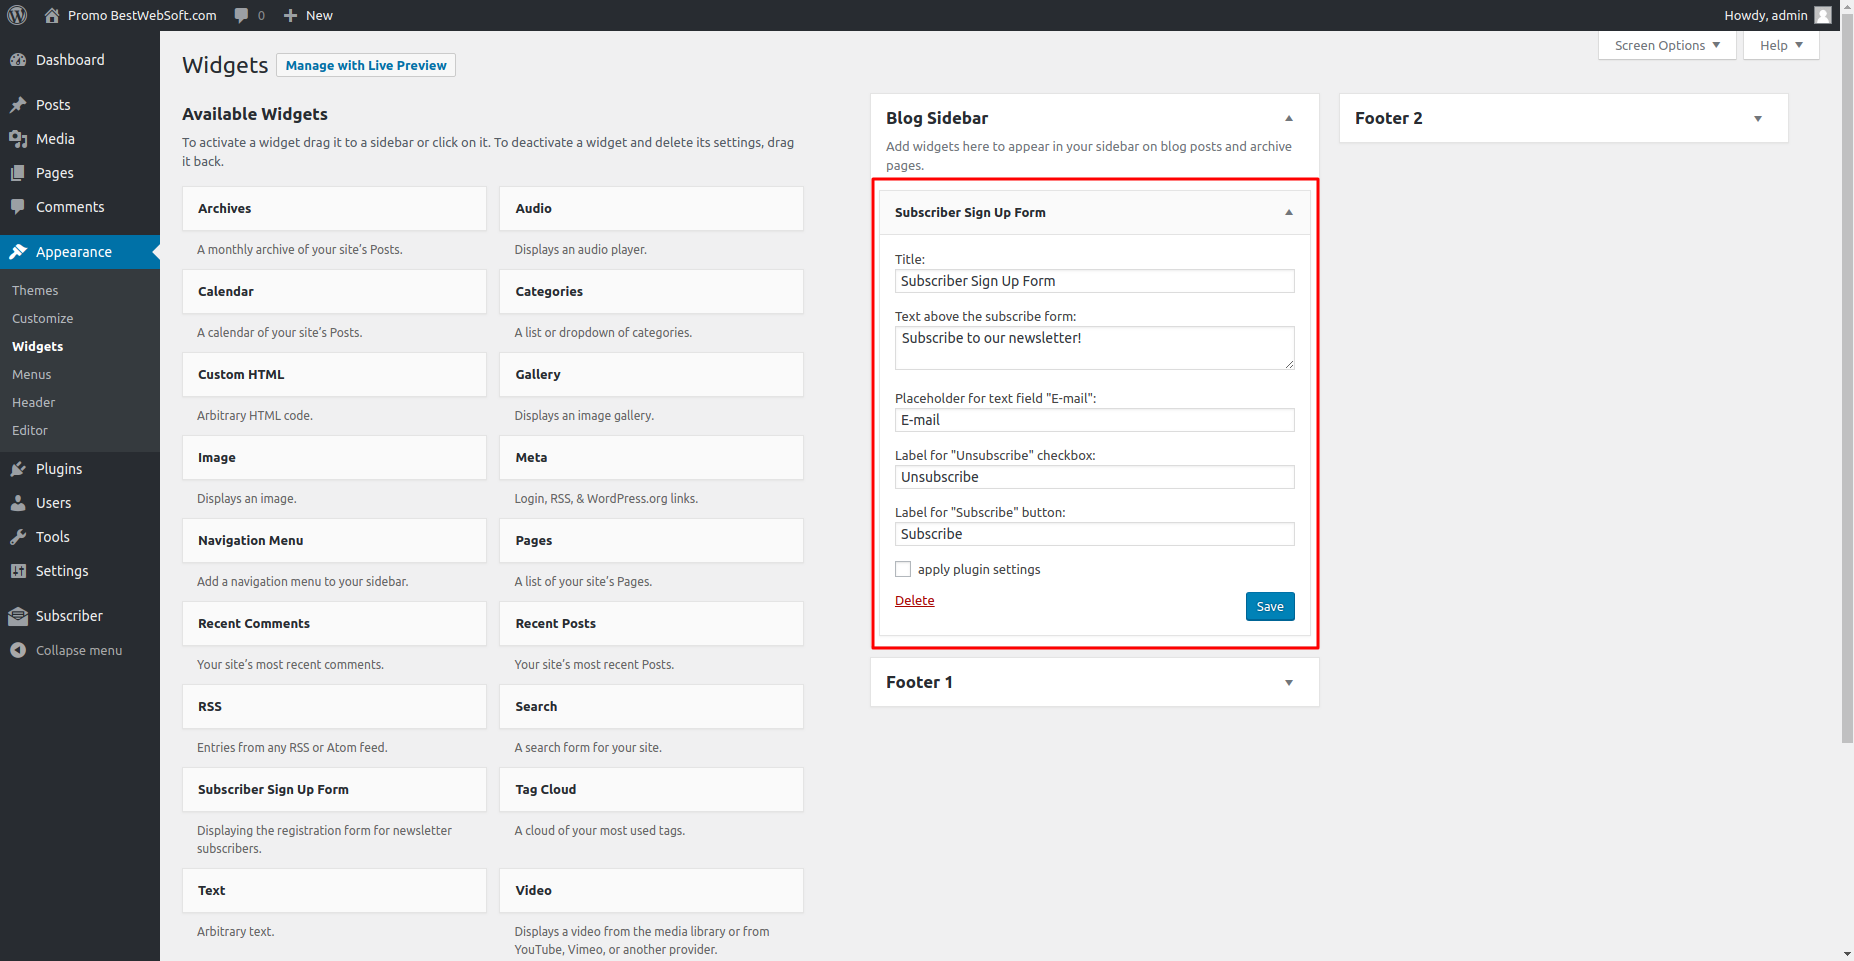 Promo BestWebSoft.com
0
New
Howdy, admin
Dashboard
Posts
Media
Pages
Comments
Appearance
Themes
Customize
Widgets
Menus
Header
Editor
Plugins
Users
Tools
Settings
Subscriber
Collapse menu
Screen Options
Help
Widgets
Manage with Live Preview
Available Widgets
To activate a widget drag it to a sidebar or click on it. To deactivate a widget and delete its settings, drag
it back.
Archives
A monthly archive of your site’s Posts.
Audio
Displays an audio player.
Calendar
A calendar of your site’s Posts.
Categories
A list or dropdown of categories.
Custom HTML
Arbitrary HTML code.
Gallery
Displays an image gallery.
Image
Displays an image.
Meta
Login, RSS, & WordPress.org links.
Navigation Menu
Add a navigation menu to your sidebar.
Pages
A list of your site’s Pages.
Recent Comments
Your site’s most recent comments.
Recent Posts
Your site’s most recent Posts.
RSS
Entries from any RSS or Atom feed.
Search
A search form for your site.
Subscriber Sign Up Form
Displaying the registration form for newsletter
subscribers.
Tag Cloud
A cloud of your most used tags.
Text
Arbitrary text.
Video
Displays a video from the media library or from
YouTube, Vimeo, or another provider.
Blog Sidebar
Add widgets here to appear in your sidebar on blog posts and archive
pages.
Subscriber Sign Up Form
Title:
Subscriber Sign Up Form
Text above the subscribe form:
Subscribe to our newsletter!
Placeholder for text field "E-mail":
E-mail
Label for "Unsubscribe" checkbox:
Unsubscribe
Label for "Subscribe" button:
Subscribe
apply plugin settings
Delete
Save
Footer 1
Footer 2